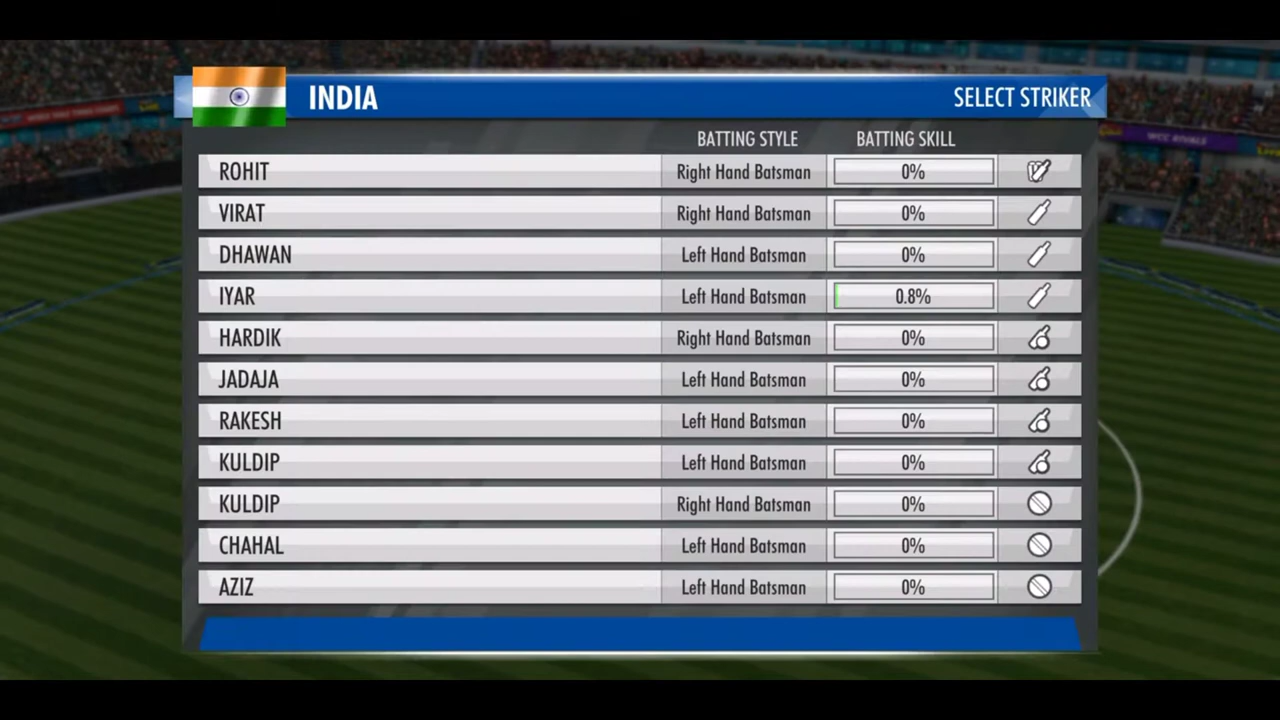 INDIA SELECT STRIKER
BATTING STYLE BATTING SKILL
ROHIT Right Hand Batsman 0%
VIRAT Right Hand Batsman 0%
DHAWAN Left Hand Batsman 0%
IYAR Left Hand Batsman 0.8%
HARDIK Right Hand Batsman 0%
JADAJA Left Hand Batsman 0%
RAKESH Left Hand Batsman 0%
KULDIP Left Hand Batsman 0%
KULDIP Right Hand Batsman 0%
CHAHAL Left Hand Batsman 0%
AZIZ Left Hand Batsman 0%
WCC RIVALS